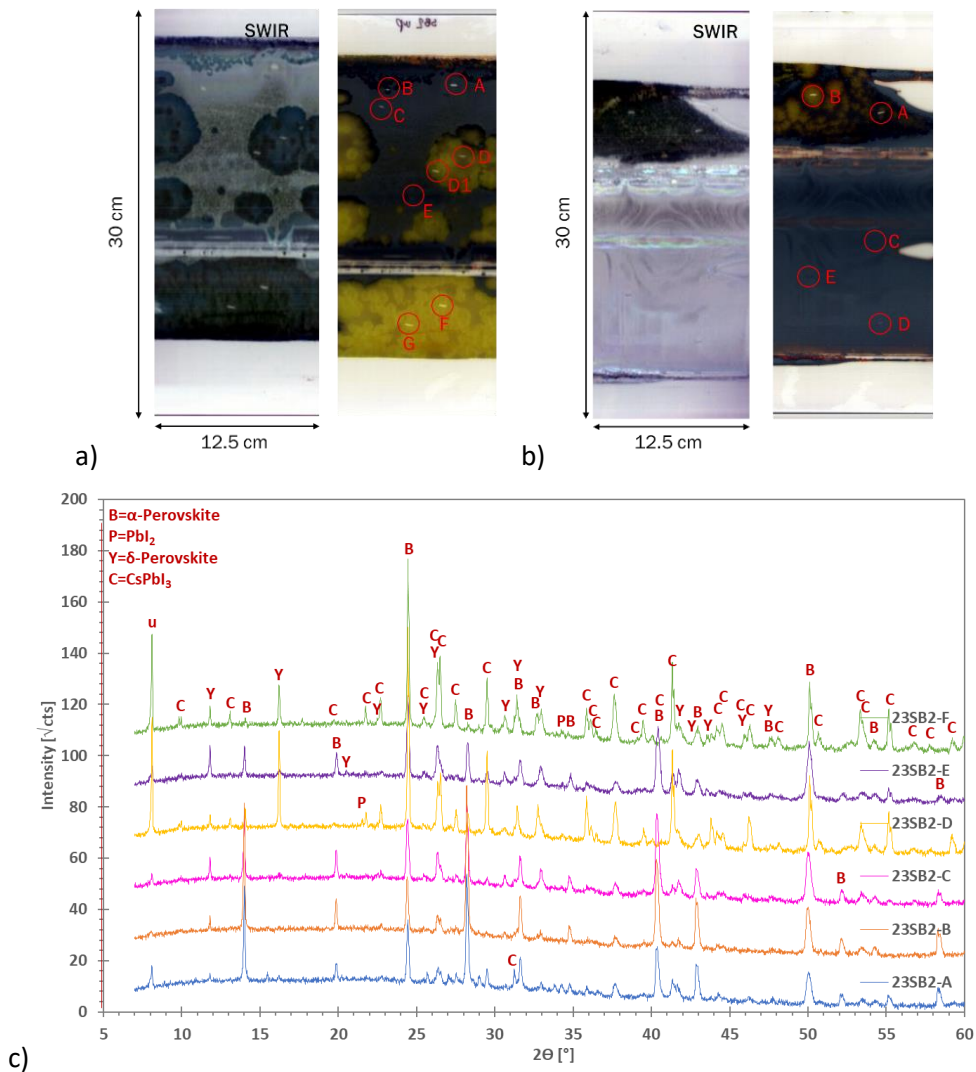 SWIR
sb2 up
B
A
C
D
D1
E
F
G
30 cm
12.5 cm
a)
SWIR
B
A
C
E
D
30 cm
12.5 cm
b)
200
180
160
140
120
100
80
60
40
20
0
Intensity [√cts]
B=α-Perovskite
P=PbI2
Y=δ-Perovskite
C=CsPbI3
u
C
Y
C
B
Y
C
C
Y
B
C
Y
C
Y
C
C
C
Y
Y
B
B
Y
P
B
C
C
C
C
C
C
C
B
Y
Y
B
Y
C
C
C
Y
C
Y
B
C
B
C
C
C
B
C
C
C
C
23SB2-F
B
Y
23SB2-E
B
P
23SB2-D
23SB2-C
B
23SB2-B
C
23SB2-A
5
10
15
20
25
30
35
40
45
50
55
60
2Θ [°]
c)